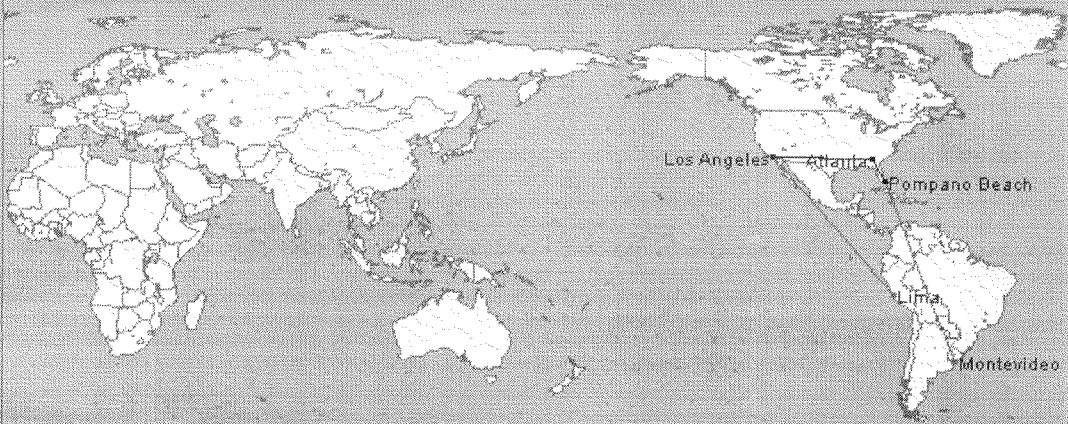 Los Angeles
Atlanta
Pompano Beach
Lima
Montevideo